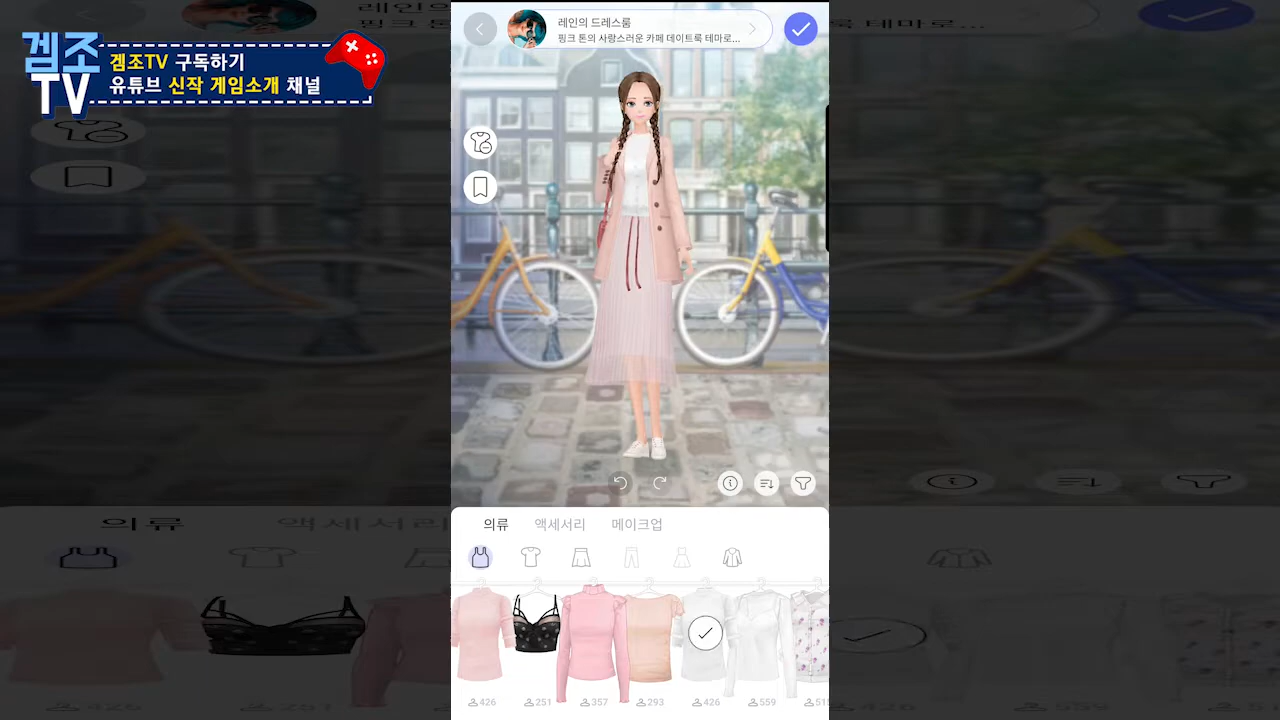 겜조
TV
겜조TV 구독하기
유튜브 신작 게임소개 채널
레인의 드레스룸
핑크 톤의 사랑스러운 카페 데이트룩 테마로...
의류 액세서리 메이크업
426 251 357 293 426 559